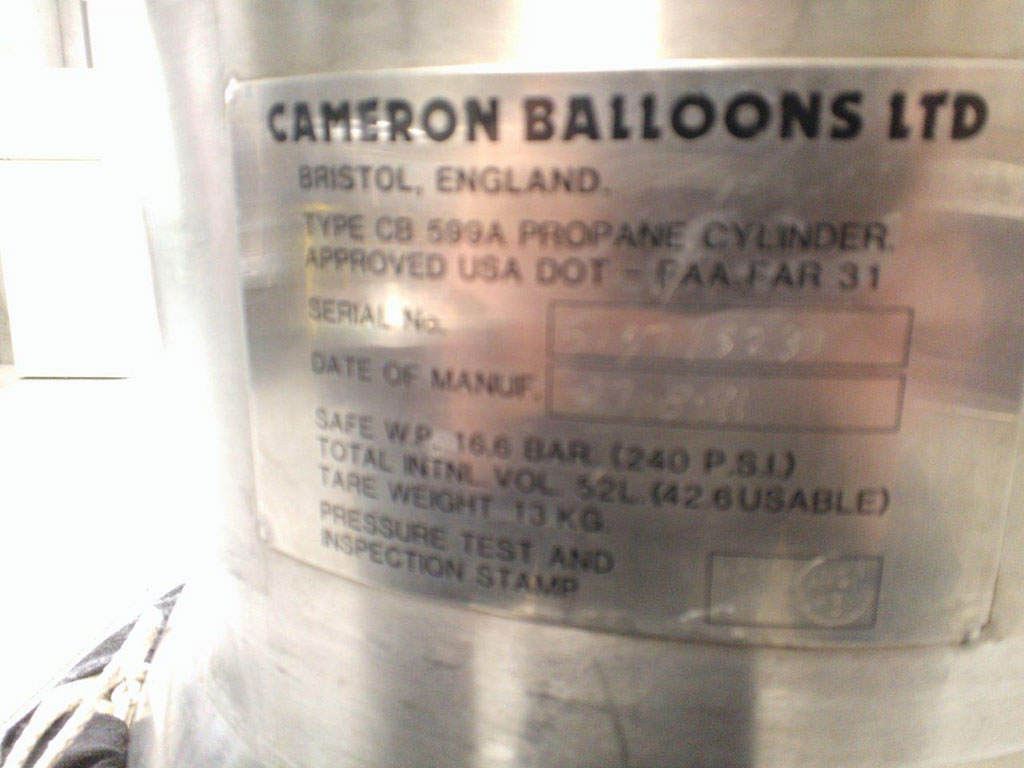 CAMERON BALLOONS LTD
BRISTOL, ENGLAND.
TYPE CB 599A PROPANE CYLINDER.
APPROVED USA DOT - FAA-FAR 31
SERIAL No.
DATE OF MANUF.
SAFE W.P. 16.6 BAR. (240 P.S.I.)
TOTAL INTNL VOL. 52L. (42.6 USABLE)
TARE WEIGHT 13 KG.
PRESSURE TEST AND
INSPECTION STAMP